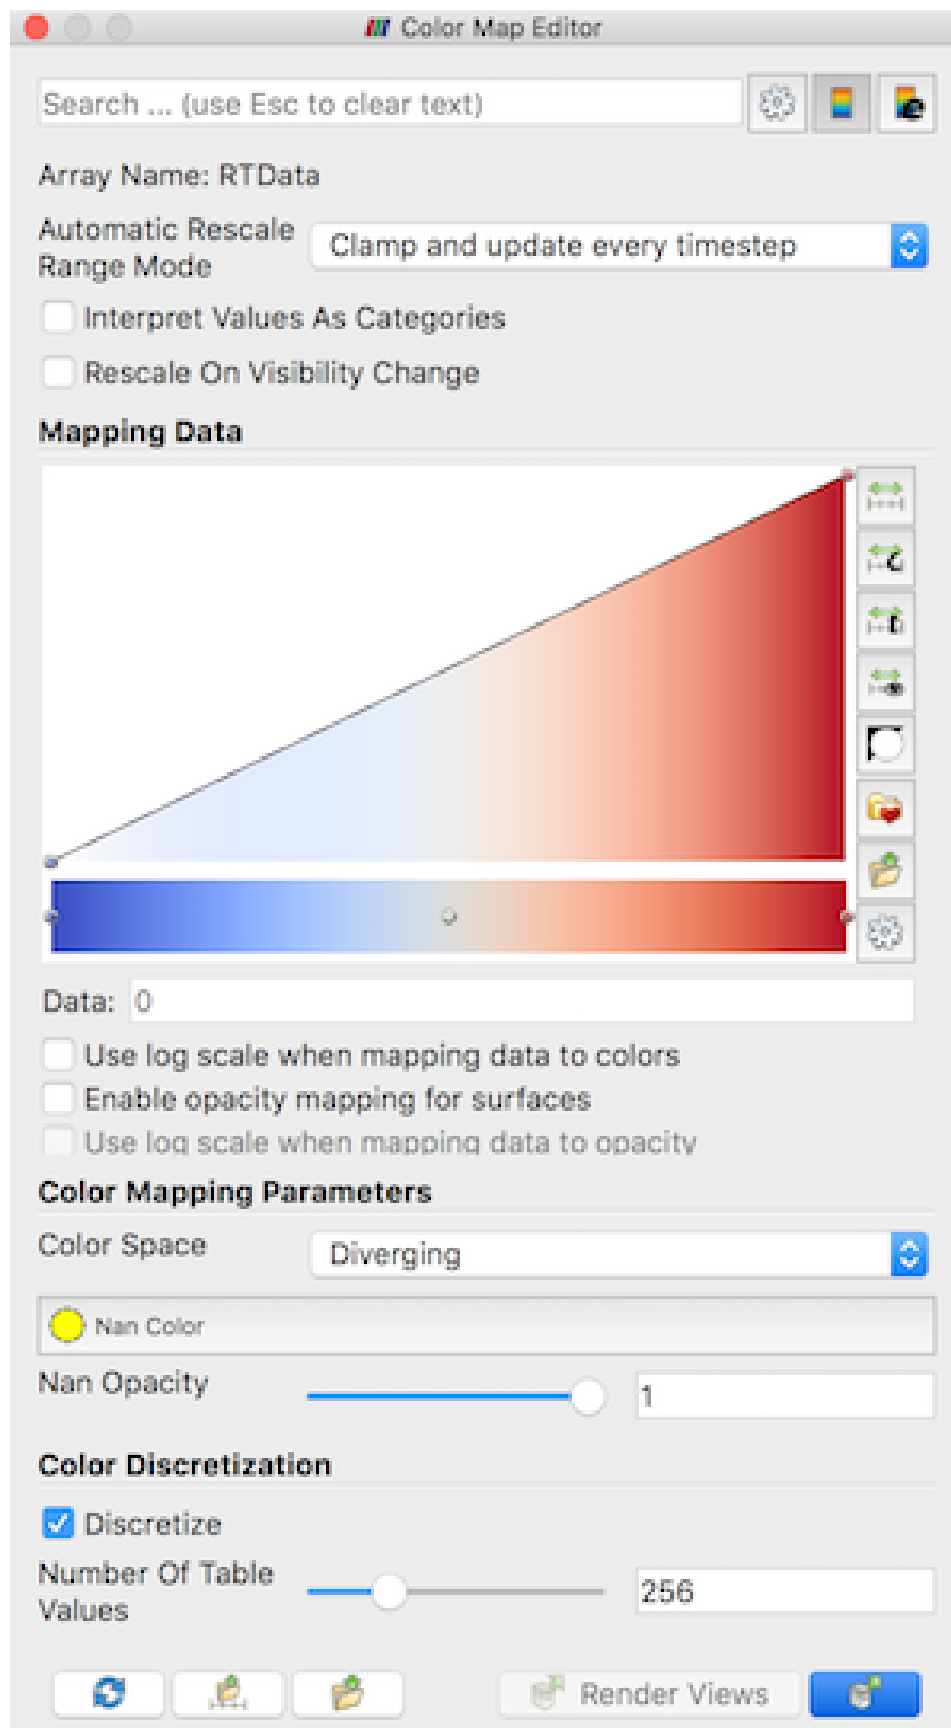 Color Map Editor
Search ... (use Esc to clear text)
Array Name: RTData
Automatic Rescale
Range Mode
Clamp and update every timestep
Interpret Values As Categories
Rescale On Visibility Change
Mapping Data
Data: 0
Use log scale when mapping data to colors
Enable opacity mapping for surfaces
Use log scale when mapping data to opacity
Color Mapping Parameters
Color Space
Diverging
Nan Color
Nan Opacity
1
Color Discretization
Discretize
Number Of Table
Values
256
Render Views